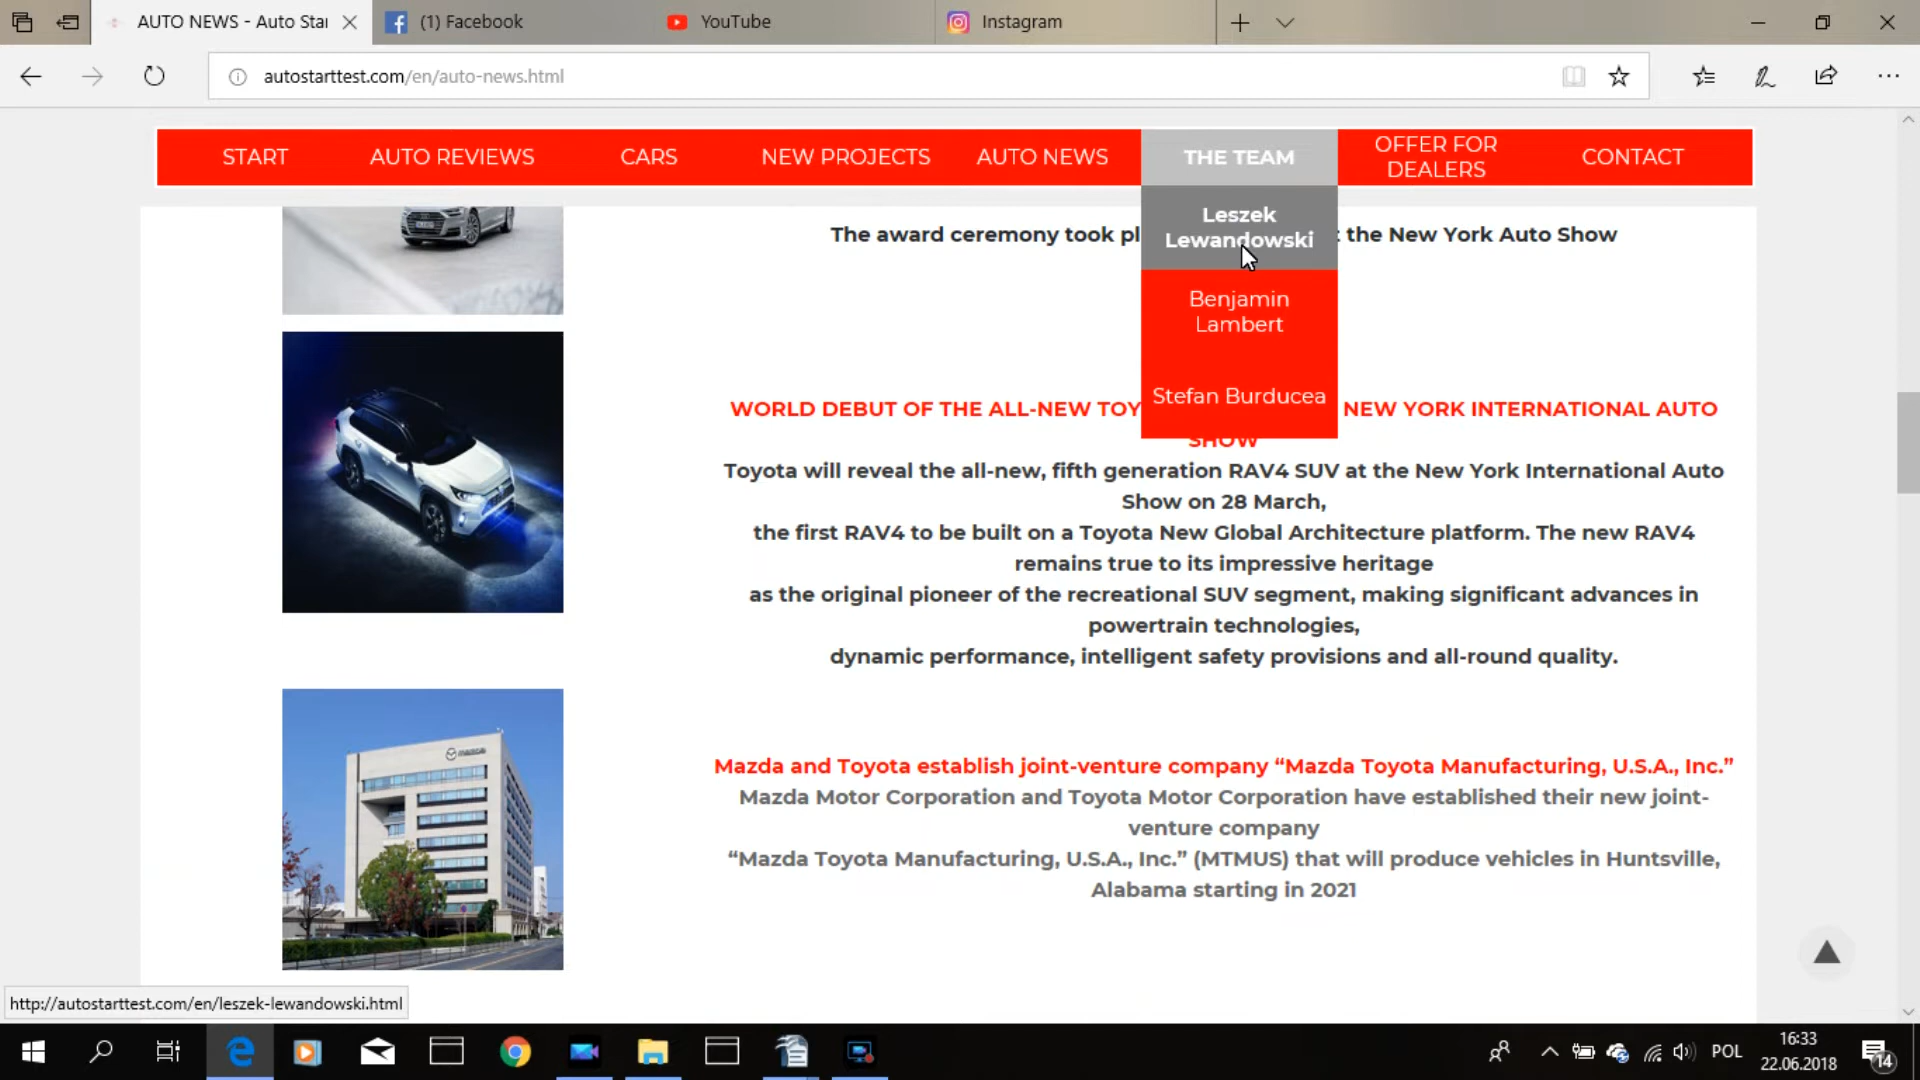 AUTO NEWS - Auto Star
(1) Facebook
YouTube
Instagram
autostarttest.com/en/auto-news.html
START
AUTO REVIEWS
CARS
NEW PROJECTS
AUTO NEWS
THE TEAM
OFFER FOR
DEALERS
CONTACT
Leszek
Lewandowski
Benjamin
Lambert
Stefan Burducea
The award ceremony took pl
t the New York Auto Show
WORLD DEBUT OF THE ALL-NEW TOY
NEW YORK INTERNATIONAL AUTO
SHOW
Toyota will reveal the all-new, fifth generation RAV4 SUV at the New York International Auto
Show on 28 March,
the first RAV4 to be built on a Toyota New Global Architecture platform. The new RAV4
remains true to its impressive heritage
as the original pioneer of the recreational SUV segment, making significant advances in
powertrain technologies,
dynamic performance, intelligent safety provisions and all-round quality.
mazda
Mazda and Toyota establish joint-venture company “Mazda Toyota Manufacturing, U.S.A., Inc.”
Mazda Motor Corporation and Toyota Motor Corporation have established their new joint-
venture company
“Mazda Toyota Manufacturing, U.S.A., Inc.” (MTMUS) that will produce vehicles in Huntsville,
Alabama starting in 2021
http://autostarttest.com/en/leszek-lewandowski.html
POL
16:33
22.06.2018
14